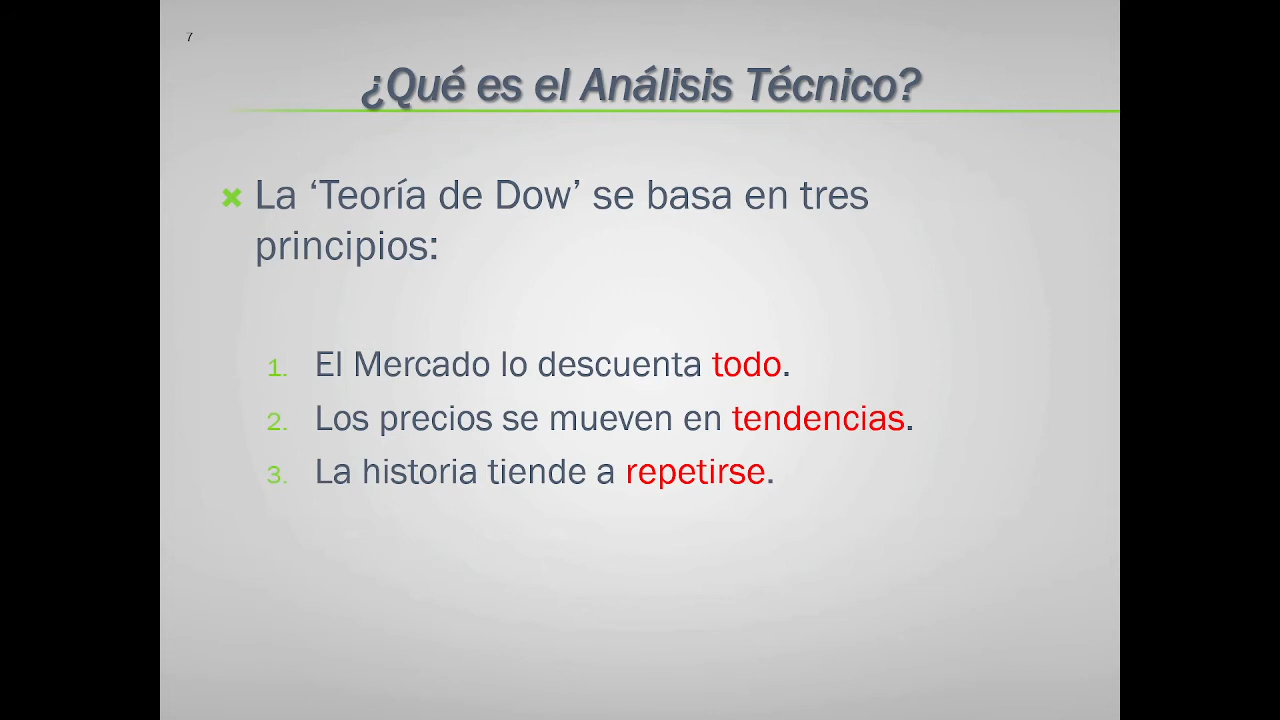 7
¿Qué es el Análisis Técnico?
La ‘Teoría de Dow’ se basa en tres
principios:
1. El Mercado lo descuenta todo.
2. Los precios se mueven en tendencias.
3. La historia tiende a repetirse.